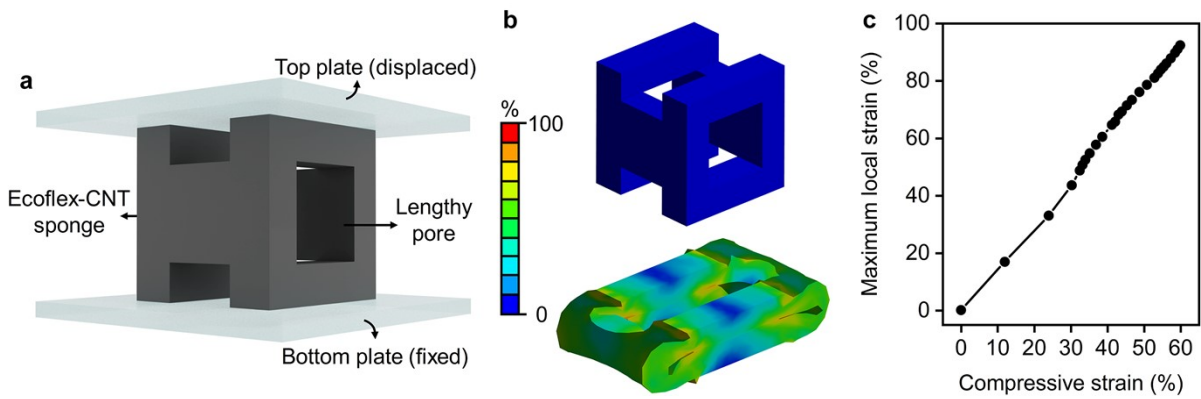 a
Top plate (displaced)
Ecoflex-CNT
sponge
Lengthy
pore
Bottom plate (fixed)
b
%
100
0
c
Maximum local strain (%)
100
80
60
40
20
0
0 10 20 30 40 50 60
Compressive strain (%)